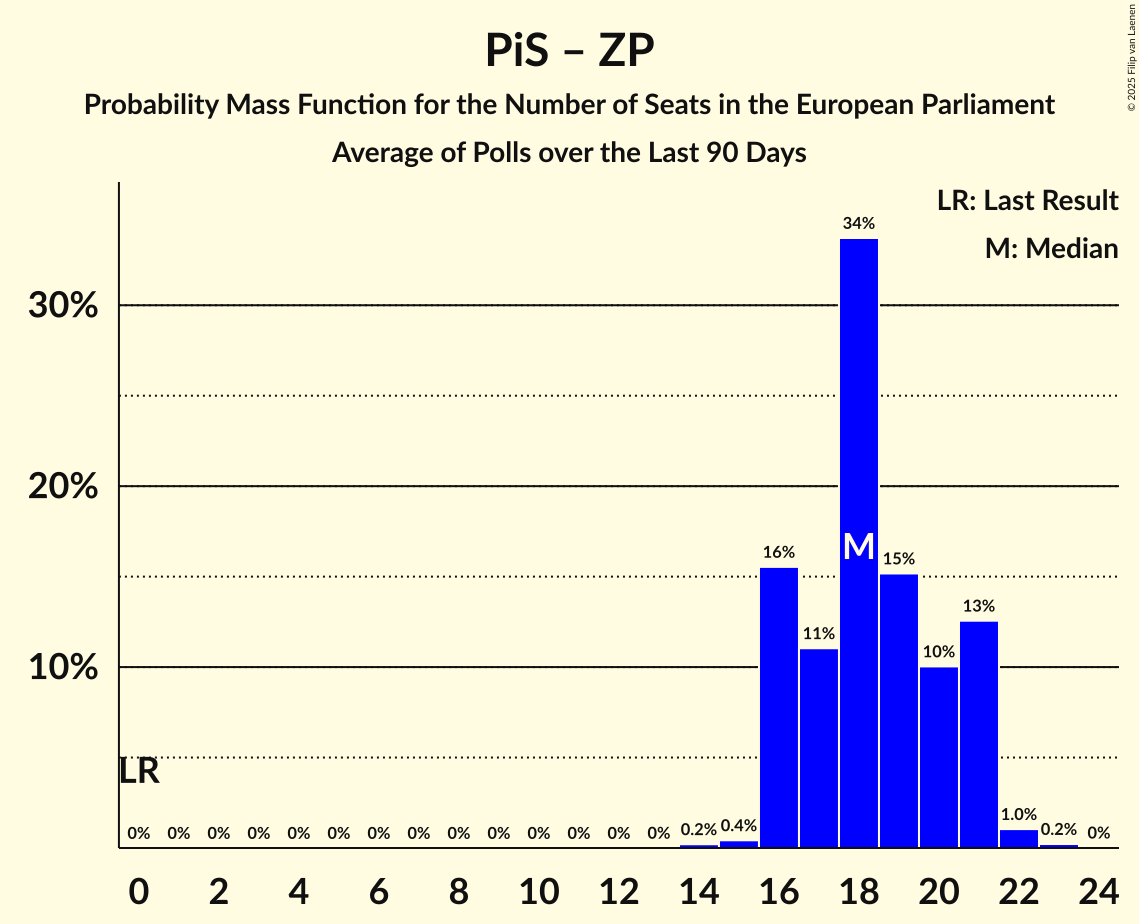 PiS – ZP
Probability Mass Function for the Number of Seats in the European Parliament
Average of Polls over the Last 90 Days
© 2025 Filip van Laenen
LR: Last Result
M: Median
34%
30%
20%
16%
M
15%
13%
11%
10%
10%
LR
0% 0% 0% 0% 0% 0% 0% 0% 0% 0% 0% 0% 0% 0% 0.2% 0.4% 1.0% 0.2% 0%
0 2 4 6 8 10 12 14 16 18 20 22 24